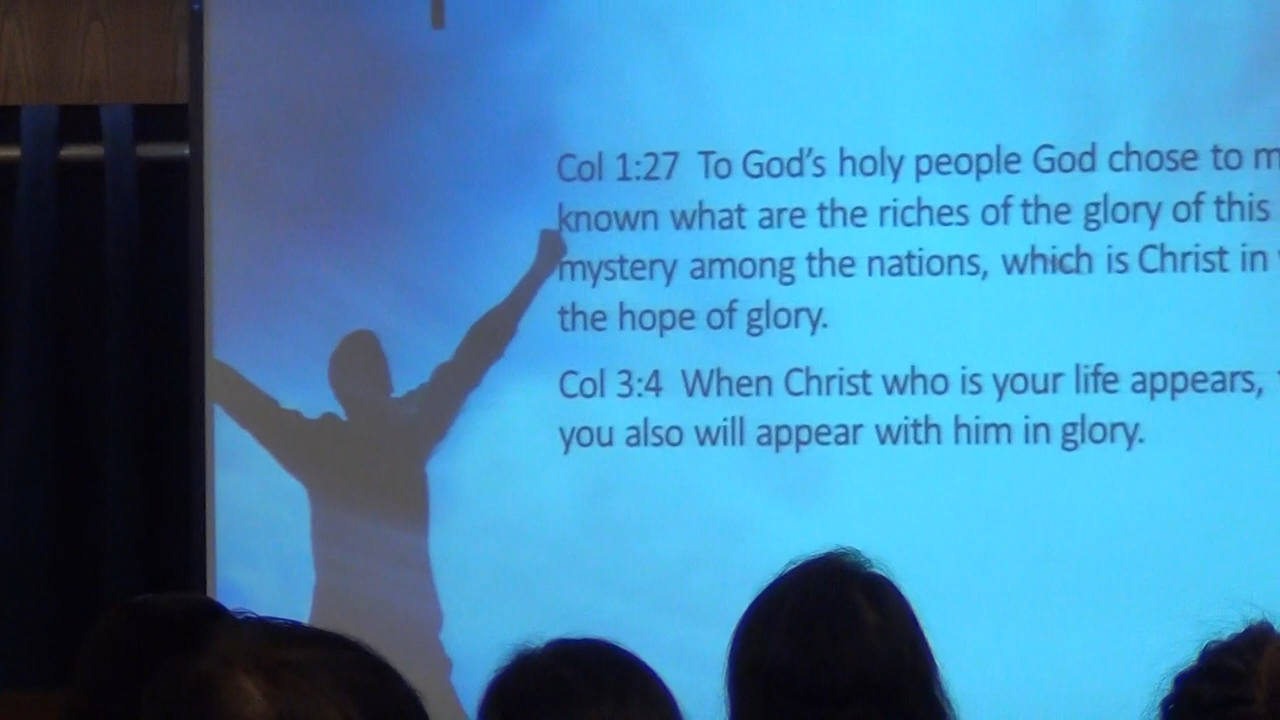 Col 1:27 To God's holy people God chose to m
known what are the riches of the glory of this
mystery among the nations, which is Christ in
the hope of glory.
Col 3:4 When Christ who is your life appears,
you also will appear with him in glory.